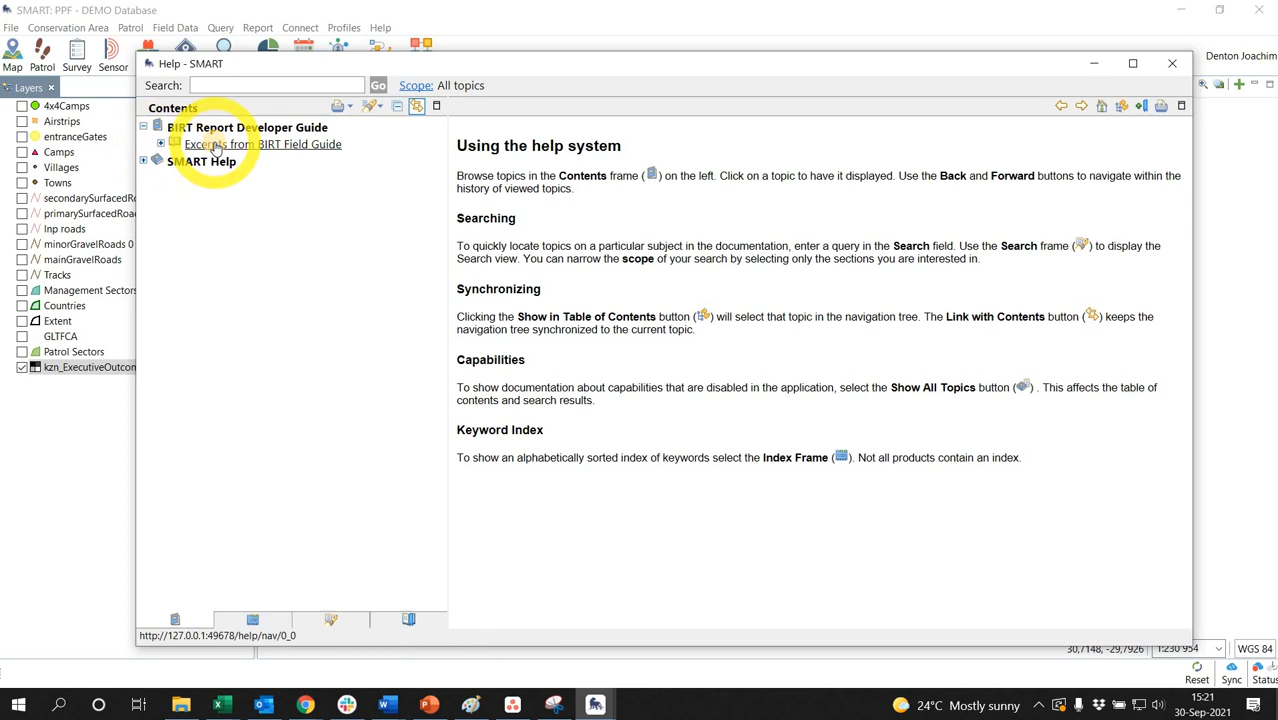 SMART: PPF - DEMO Database
File Conservation Area Patrol Field Data Query Report Connect Profiles Help
Map Patrol Survey Sensor
Denton Joachim
Layers
4x4Camps
Airstrips
entranceGates
Camps
Villages
Towns
secondarySurfacedRoa
primarySurfacedRoad
Inp roads
minorGravelRoads 0
mainGravelRoads
Tracks
Management Sectors
Countries
Extent
GLTFCA
Patrol Sectors
kzn_ExecutiveOutcom
Help - SMART
Search: Go Scope: All topics
Contents
BIRT Report Developer Guide
Excerpts from BIRT Field Guide
SMART Help
Using the help system
Browse topics in the Contents frame ( ) on the left. Click on a topic to have it displayed. Use the Back and Forward buttons to navigate within the
history of viewed topics.
Searching
To quickly locate topics on a particular subject in the documentation, enter a query in the Search field. Use the Search frame ( ) to display the
Search view. You can narrow the scope of your search by selecting only the sections you are interested in.
Synchronizing
Clicking the Show in Table of Contents button ( ) will select that topic in the navigation tree. The Link with Contents button ( ) keeps the
navigation tree synchronized to the current topic.
Capabilities
To show documentation about capabilities that are disabled in the application, select the Show All Topics button ( ) . This affects the table of
contents and search results.
Keyword Index
To show an alphabetically sorted index of keywords select the Index Frame ( ). Not all products contain an index.
http://127.0.0.1:49678/help/nav/0_0
30,7148, -29,7926 1:230 954 WGS 84
Reset Sync Status
24°C Mostly sunny
15:21
30-Sep-2021